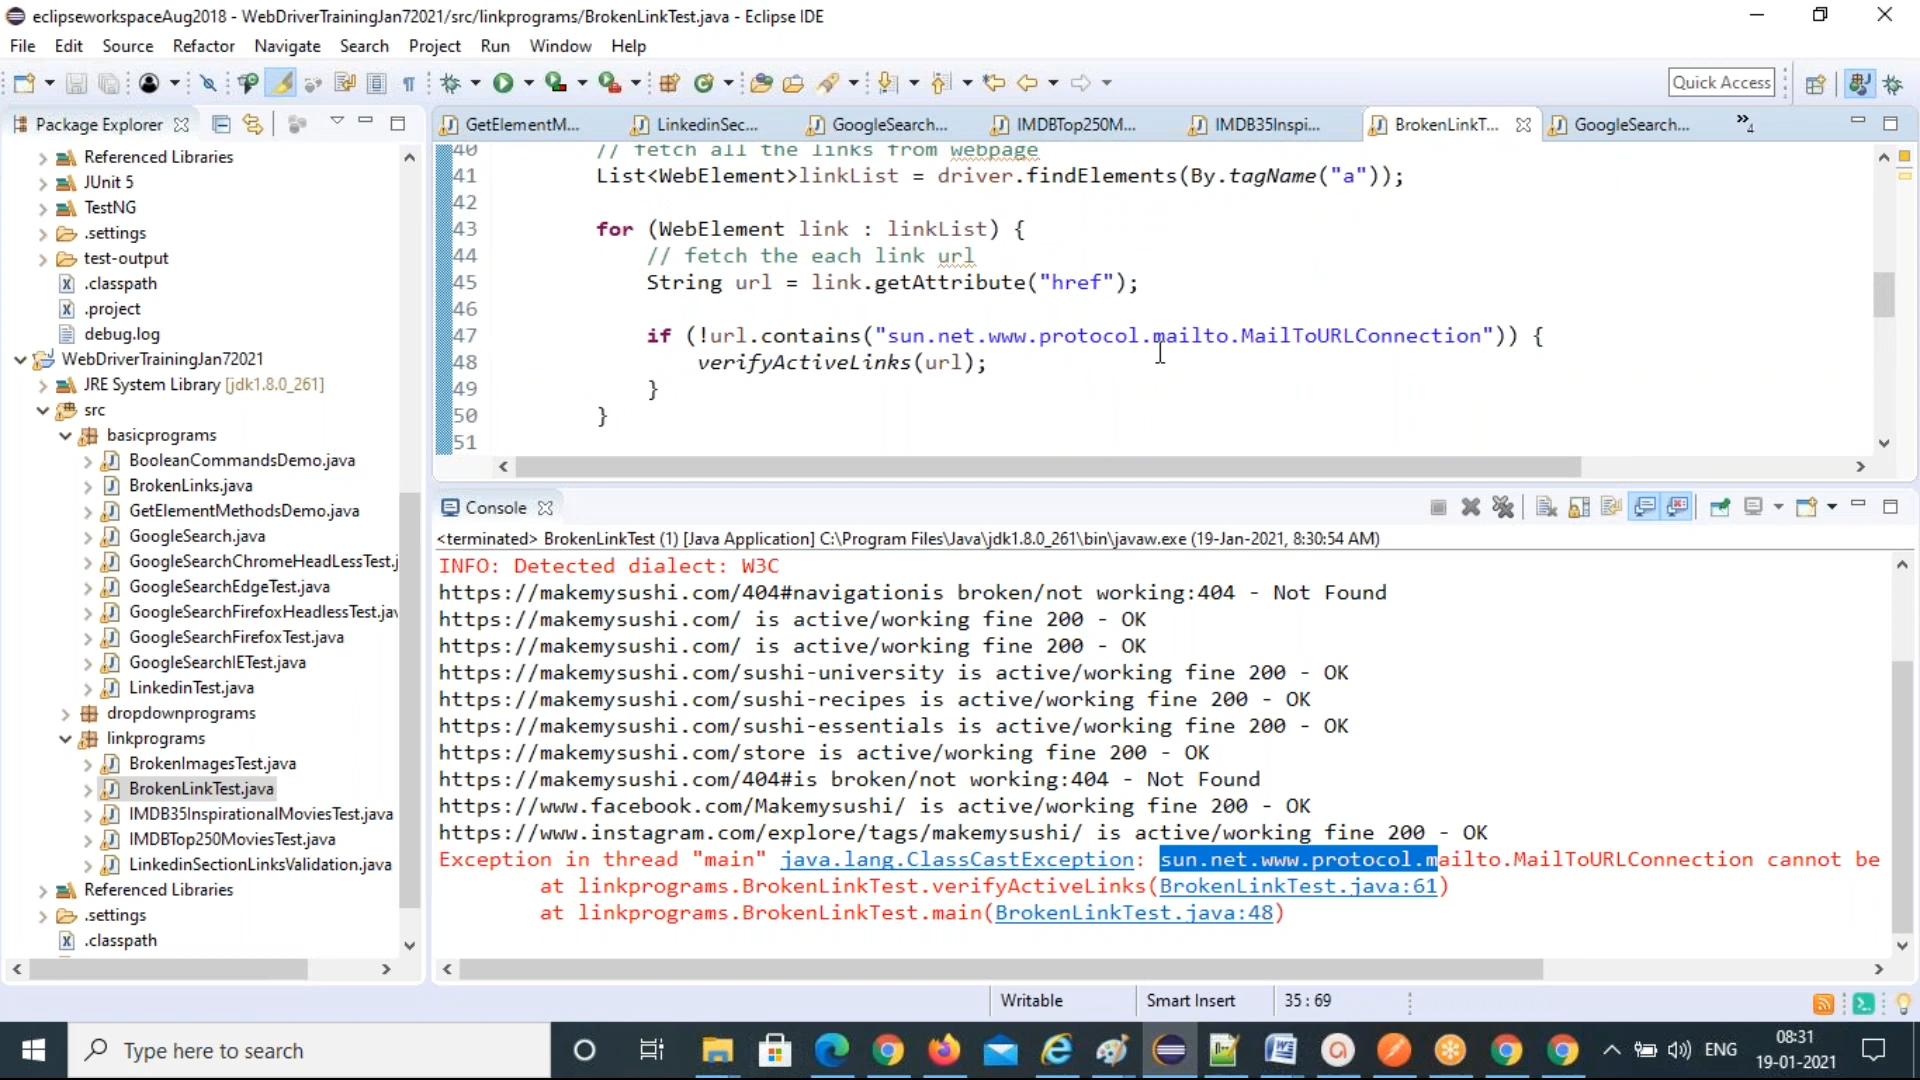 eclipseworkspaceAug2018 - WebDriverTrainingJan72021/src/linkprograms/BrokenLinkTest.java - Eclipse IDE
File Edit Source Refactor Navigate Search Project Run Window Help
Quick Access
Package Explorer
Referenced Libraries
JUnit 5
TestNG
.settings
test-output
.classpath
.project
debug.log
WebDriverTrainingJan72021
JRE System Library [jdk1.8.0_261]
src
basicprograms
BooleanCommandsDemo.java
BrokenLinks.java
GetElementMethodsDemo.java
GoogleSearch.java
GoogleSearchChromeHeadLessTest.j
GoogleSearchEdgeTest.java
GoogleSearchFirefoxHeadlessTest.jav
GoogleSearchFirefoxTest.java
GoogleSearchIETest.java
LinkedinTest.java
dropdownprograms
linkprograms
BrokenImagesTest.java
BrokenLinkTest.java
IMDB35InspirationalMoviesTest.java
IMDBTop250MoviesTest.java
LinkedinSectionLinksValidation.java
Referenced Libraries
.settings
.classpath
GetElementM... LinkedinSec... GoogleSearch... IMDBTop250M... IMDB35Inspi... BrokenLinkT... GoogleSearch... »4
40 // fetch all the links from webpage
41 List<WebElement>linkList = driver.findElements(By.tagName("a"));
42
43 for (WebElement link : linkList) {
44 // fetch the each link url
45 String url = link.getAttribute("href");
46
47 if (!url.contains("sun.net.www.protocol.mailto.MailToURLConnection")) {
48 verifyActiveLinks(url);
49 }
50 }
51
Console
<terminated> BrokenLinkTest (1) [Java Application] C:\Program Files\Java\jdk1.8.0_261\bin\javaw.exe (19-Jan-2021, 8:30:54 AM)
INFO: Detected dialect: W3C
https://makemysushi.com/404#navigationis broken/not working:404 - Not Found
https://makemysushi.com/ is active/working fine 200 - OK
https://makemysushi.com/ is active/working fine 200 - OK
https://makemysushi.com/sushi-university is active/working fine 200 - OK
https://makemysushi.com/sushi-recipes is active/working fine 200 - OK
https://makemysushi.com/sushi-essentials is active/working fine 200 - OK
https://makemysushi.com/store is active/working fine 200 - OK
https://makemysushi.com/404#is broken/not working:404 - Not Found
https://www.facebook.com/Makemysushi/ is active/working fine 200 - OK
https://www.instagram.com/explore/tags/makemysushi/ is active/working fine 200 - OK
Exception in thread "main" java.lang.ClassCastException: sun.net.www.protocol.mailto.MailToURLConnection cannot be
at linkprograms.BrokenLinkTest.verifyActiveLinks(BrokenLinkTest.java:61)
at linkprograms.BrokenLinkTest.main(BrokenLinkTest.java:48)
Writable Smart Insert 35 : 69
Type here to search
ENG
08:31
19-01-2021